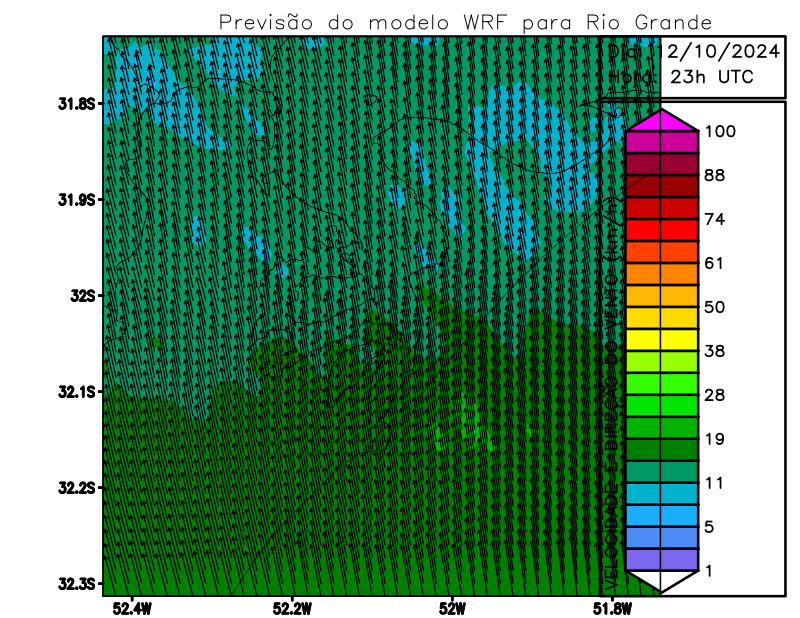 Previsão do modelo WRF para Rio Grande
Dia: 12/10/2024
Hora: 23h UTC
31.8S
31.9S
32S
32.1S
32.2S
32.3S
52.4W
52.2W
52W
51.8W
VELOCIDADE E DIREÇÃO DO VENTO (km/h)
100
88
74
61
50
38
28
19
11
5
1